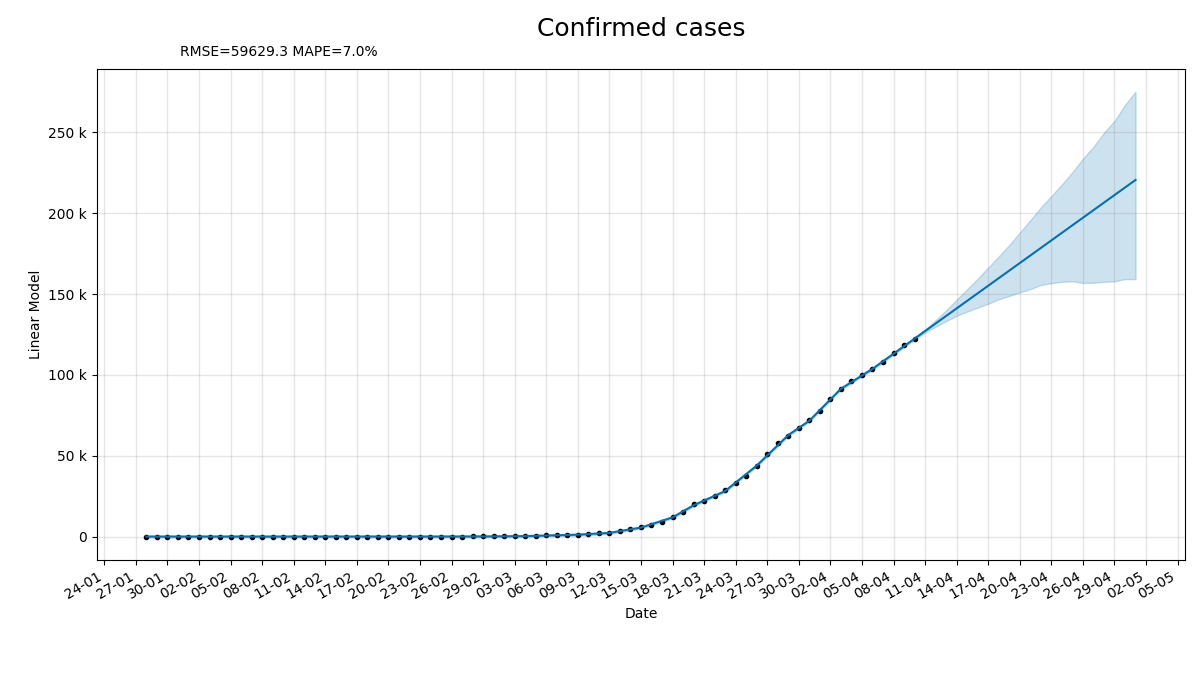 Confirmed cases
RMSE=59629.3 MAPE=7.0%
250 k
200 k
150 k
100 k
50 k
0
Linear Model
24-01 27-01 30-01 02-02 05-02 08-02 11-02 14-02 17-02 20-02 23-02 26-02 29-02 03-03 06-03 09-03 12-03 15-03 18-03 21-03 24-03 27-03 30-03 02-04 05-04 08-04 11-04 14-04 17-04 20-04 23-04 26-04 29-04 02-05 05-05
Date